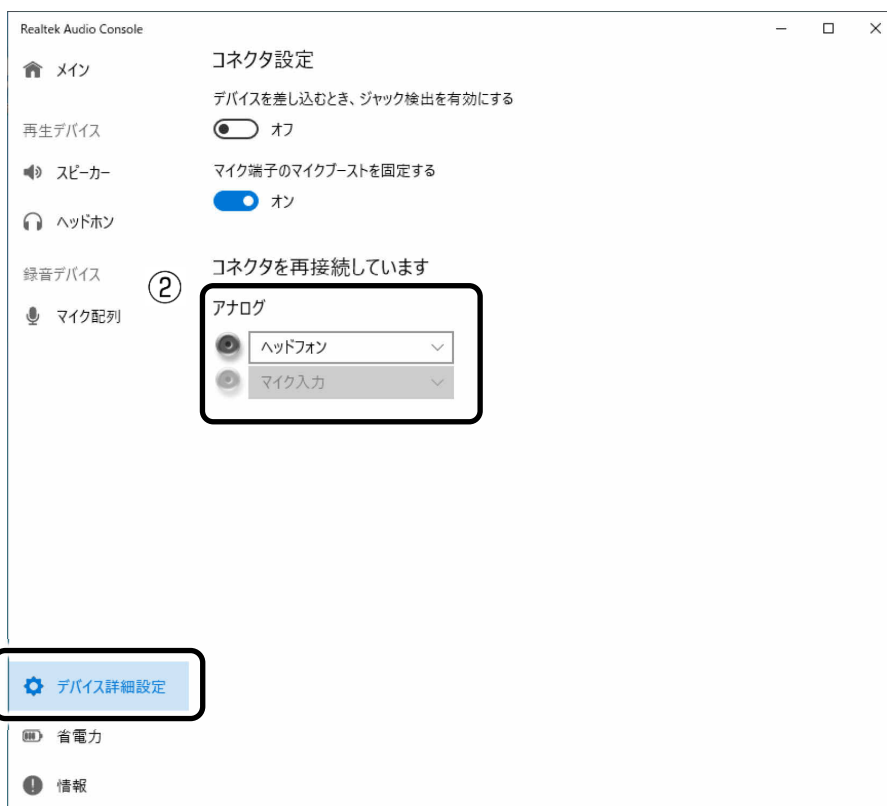 Realtek Audio Console
メイン
再生デバイス
スピーカー
ヘッドホン
録音デバイス
マイク配列
コネクタ設定
デバイスを差し込むとき、ジャック検出を有効にする
オフ
マイク端子のマイクブーストを固定する
オン
コネクタを再接続しています
②
アナログ
ヘッドフォン
マイク入力
デバイス詳細設定
省電力
情報